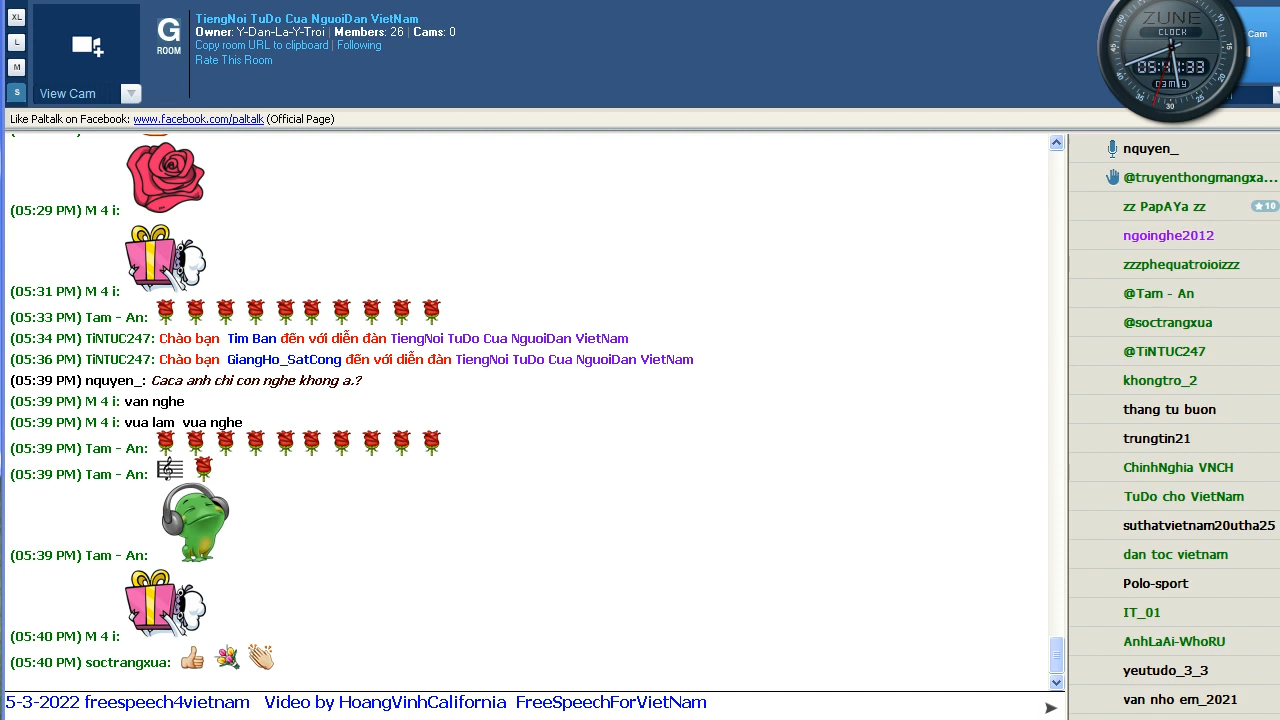 XL
L
M
S
View Cam
G
ROOM
TiengNoi TuDo Cua NguoiDan VietNam
Owner: Y-Dan-La-Y-Troi | Members: 26 | Cams: 0
Copy room URL to clipboard | Following
Rate This Room
ZUNE
CLOCK
Cam
Like Paltalk on Facebook: www.facebook.com/paltalk (Official Page)
(05:29 PM) M 4 i:
(05:31 PM) M 4 i:
(05:33 PM) Tam - An:
(05:34 PM) TiNTUC247: Chào bạn Tim Ban đến với diễn đàn TiengNoi TuDo Cua NguoiDan VietNam
(05:36 PM) TiNTUC247: Chào bạn GiangHo_SatCong đến với diễn đàn TiengNoi TuDo Cua NguoiDan VietNam
(05:39 PM) nquyen_: Caca anh chi con nghe khong a.?
(05:39 PM) M 4 i: van nghe
(05:39 PM) M 4 i: vua lam vua nghe
(05:39 PM) Tam - An:
(05:39 PM) Tam - An:
(05:39 PM) Tam - An:
(05:40 PM) M 4 i:
(05:40 PM) soctrangxua:
5-3-2022 freespeech4vietnam Video by HoangVinhCalifornia FreeSpeechForVietNam
nquyen_
@truyenthongmangxa...
zz PapAYa zz
10
ngoinghe2012
zzzphequatroioizzz
@Tam - An
@soctrangxua
@TiNTUC247
khongtro_2
thang tu buon
trungtin21
ChinhNghia VNCH
TuDo cho VietNam
suthatvietnam20utha25
dan toc vietnam
Polo-sport
IT_01
AnhLaAi-WhoRU
yeutudo_3_3
van nho em_2021